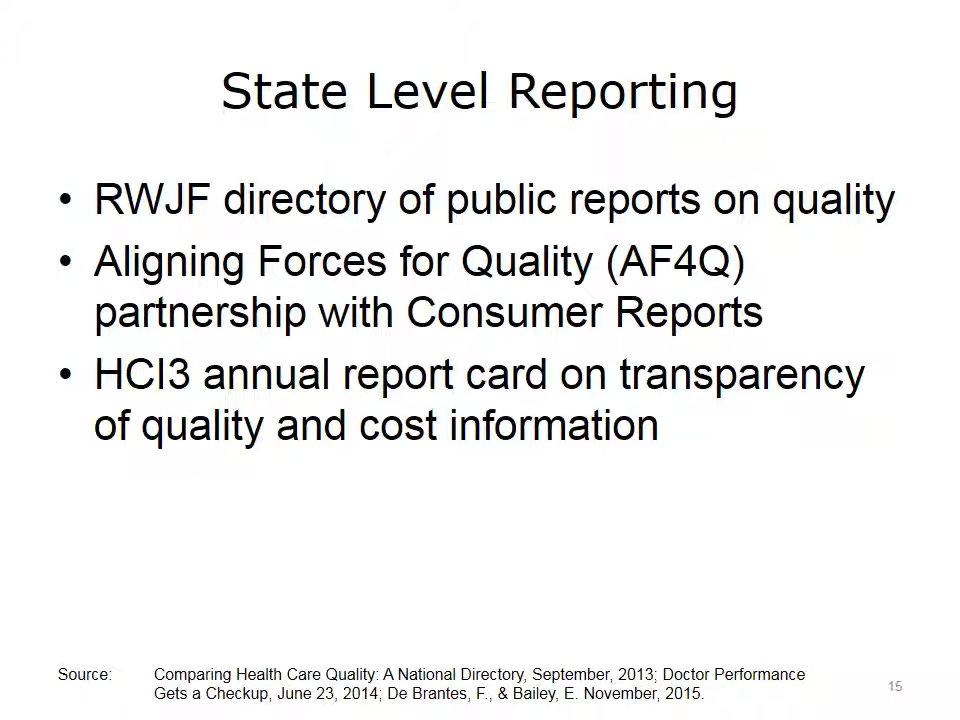 State Level Reporting
• RWJF directory of public reports on quality
• Aligning Forces for Quality (AF4Q)
partnership with Consumer Reports
• HCI3 annual report card on transparency
of quality and cost information
Source: Comparing Health Care Quality: A National Directory, September, 2013; Doctor Performance
Gets a Checkup, June 23, 2014; De Brantes, F., & Bailey, E. November, 2015.
15